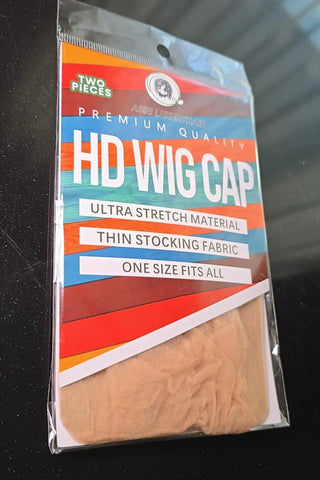 TWO
PIECES
PREMIUM QUALITY
HD WIG CAP
ULTRA STRETCH MATERIAL
THIN STOCKING FABRIC
ONE SIZE FITS ALL